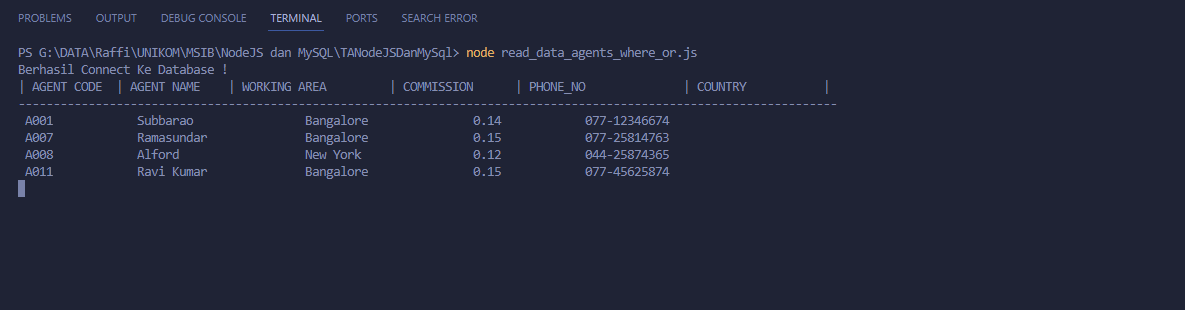 PROBLEMS OUTPUT DEBUG CONSOLE TERMINAL PORTS SEARCH ERROR
PS G:\DATA\Raffi\UNIKOM\MSIB\NodeJS dan MySQL\TANodeJSDanMySql> node read_data_agents_where_or.js
Berhasil Connect Ke Database !
| AGENT CODE | AGENT NAME | WORKING AREA | COMMISSION | PHONE_NO | COUNTRY |
---------------------------------------------------------------------------------------------------------------------
A001 Subbarao Bangalore 0.14 077-12346674
A007 Ramasundar Bangalore 0.15 077-25814763
A008 Alford New York 0.12 044-25874365
A011 Ravi Kumar Bangalore 0.15 077-45625874